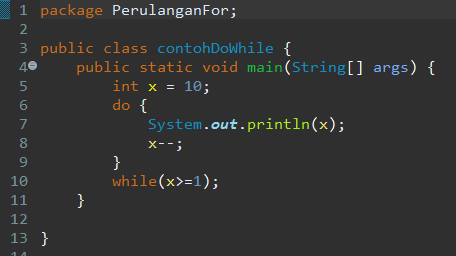 1 package PerulanganFor;
2
3 public class contohDoWhile {
4 public static void main(String[] args) {
5 int x = 10;
6 do {
7 System.out.println(x);
8 x--;
9 }
10 while(x>=1);
11 }
12
13 }
14